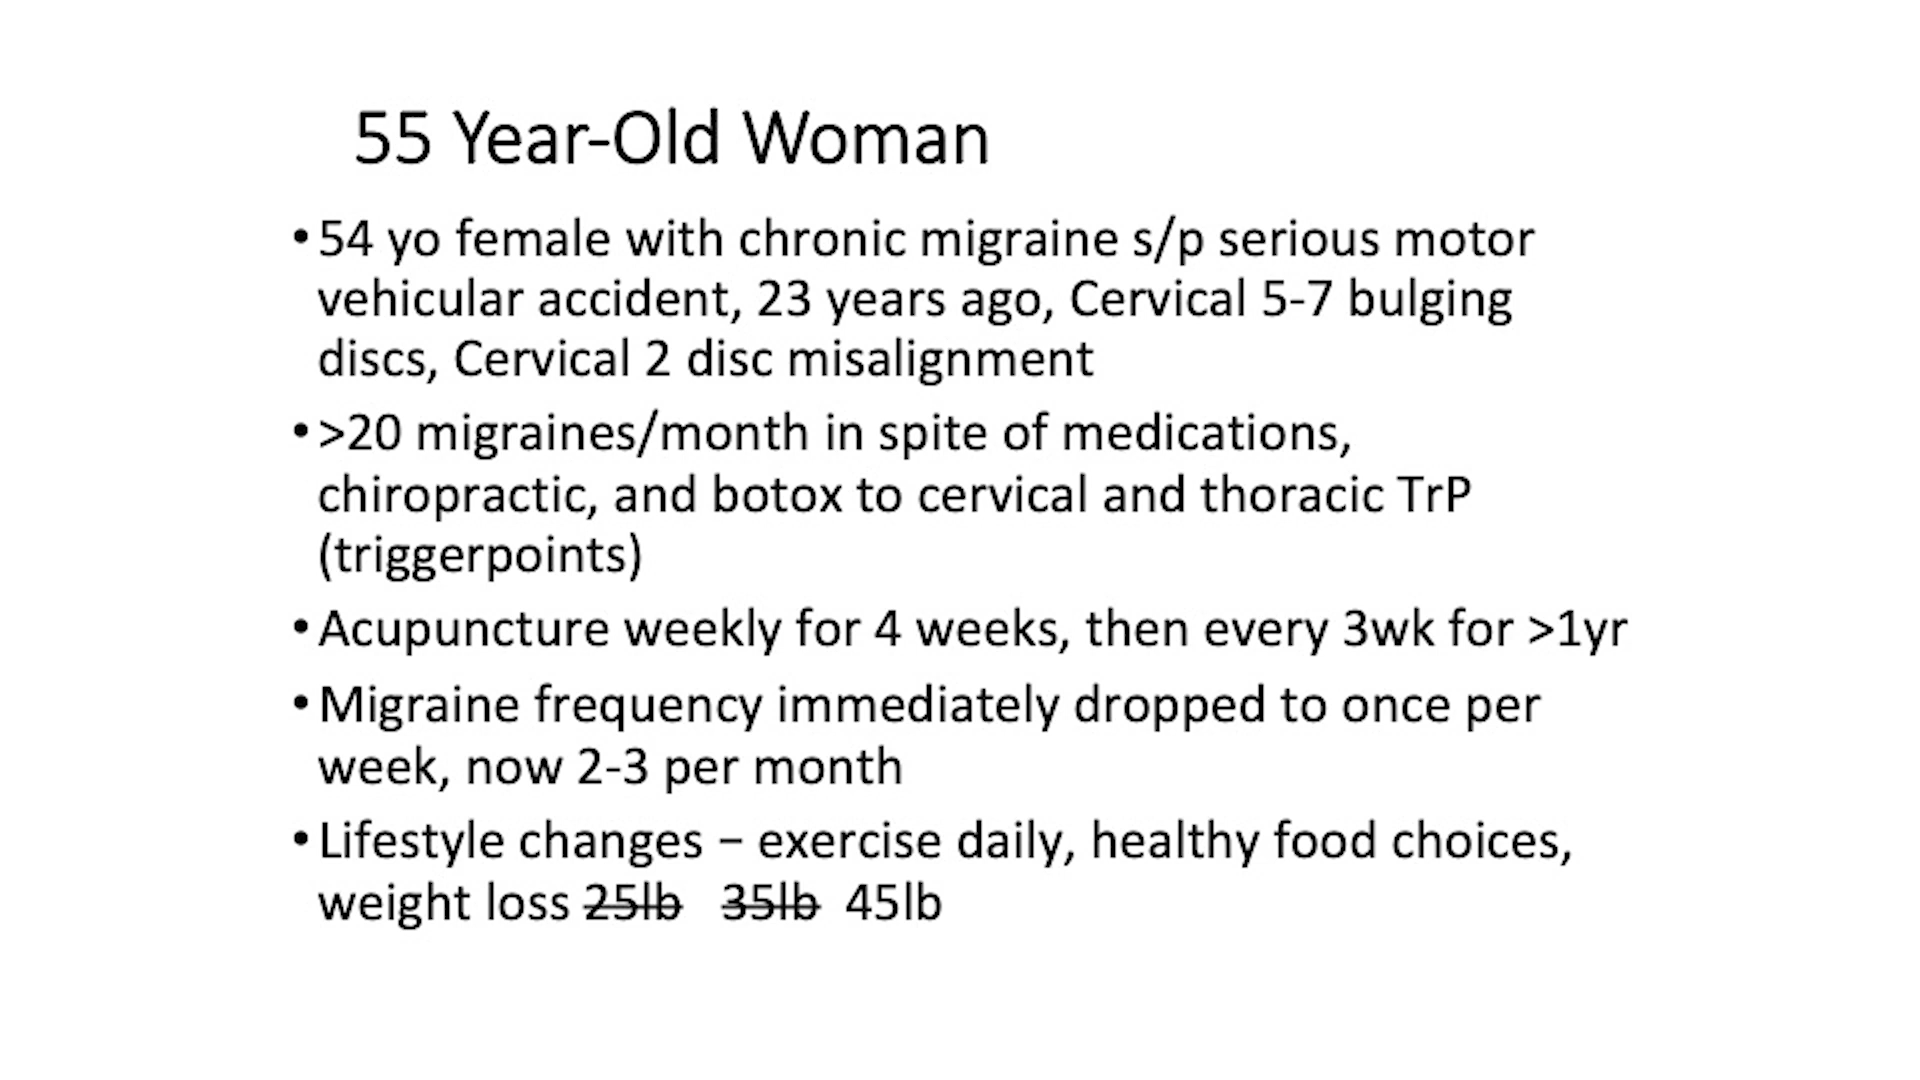 55 Year-Old Woman
•54 yo female with chronic migraine s/p serious motor
vehicular accident, 23 years ago, Cervical 5-7 bulging
discs, Cervical 2 disc misalignment
•>20 migraines/month in spite of medications,
chiropractic, and botox to cervical and thoracic TrP
(triggerpoints)
•Acupuncture weekly for 4 weeks, then every 3wk for >1yr
•Migraine frequency immediately dropped to once per
week, now 2-3 per month
•Lifestyle changes – exercise daily, healthy food choices,
weight loss 25lb 35lb 45lb